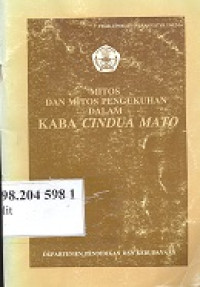 MITOS
DAN MITOS PENGUKUHAN
DALAM
KABA CINDUA MATO
98.204 598 1
DEPARTEMEN PENDIDIKAN DAN KEBUDAYAAN